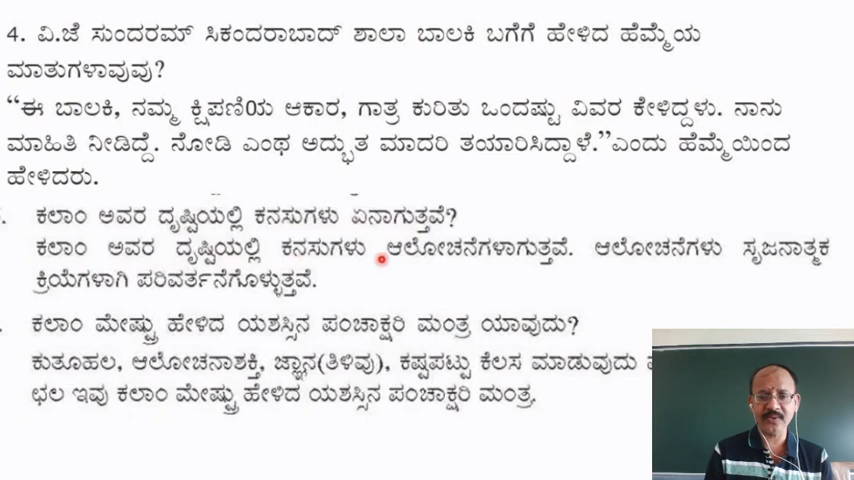 4. ವಿ.ಜೆ ಸುಂದರಮ್ ಸಿಕಂದರಾಬಾದ್ ಶಾಲಾ ಬಾಲಕಿ ಬಗೆಗೆ ಹೇಳಿದ ಹೆಮ್ಮೆಯ
ಮಾತುಗಳಾವುವು?
“ಈ ಬಾಲಕಿ, ನಮ್ಮ ಕ್ಷಿಪಣಿಯ ಆಕಾರ, ಗಾತ್ರ ಕುರಿತು ಒಂದಷ್ಟು ವಿವರ ಕೇಳಿದ್ದಳು. ನಾನು
ಮಾಹಿತಿ ನೀಡಿದ್ದೆ. ನೋಡಿ ಎಂಥ ಅದ್ಭುತ ಮಾದರಿ ತಯಾರಿಸಿದ್ದಾಳೆ.”ಎಂದು ಹೆಮ್ಮೆಯಿಂದ
ಹೇಳಿದರು.
ಕಲಾಂ ಅವರ ದೃಷ್ಟಿಯಲ್ಲಿ ಕನಸುಗಳು ಏನಾಗುತ್ತವೆ?
ಕಲಾಂ ಅವರ ದೃಷ್ಟಿಯಲ್ಲಿ ಕನಸುಗಳು ಆಲೋಚನೆಗಳಾಗುತ್ತವೆ. ಆಲೋಚನೆಗಳು ಸೃಜನಾತ್ಮಕ
ಕ್ರಿಯೆಗಳಾಗಿ ಪರಿವರ್ತನೆಗೊಳ್ಳುತ್ತವೆ.
ಕಲಾಂ ಮೇಷ್ಟ್ರು ಹೇಳಿದ ಯಶಸ್ಸಿನ ಪಂಚಾಕ್ಷರಿ ಮಂತ್ರ ಯಾವುದು?
ಕುತೂಹಲ, ಆಲೋಚನಾಶಕ್ತಿ, ಜ್ಞಾನ(ತಿಳಿವು), ಕಷ್ಟಪಟ್ಟು ಕೆಲಸ ಮಾಡುವುದು
ಛಲ ಇವು ಕಲಾಂ ಮೇಷ್ಟ್ರು ಹೇಳಿದ ಯಶಸ್ಸಿನ ಪಂಚಾಕ್ಷರಿ ಮಂತ್ರ.